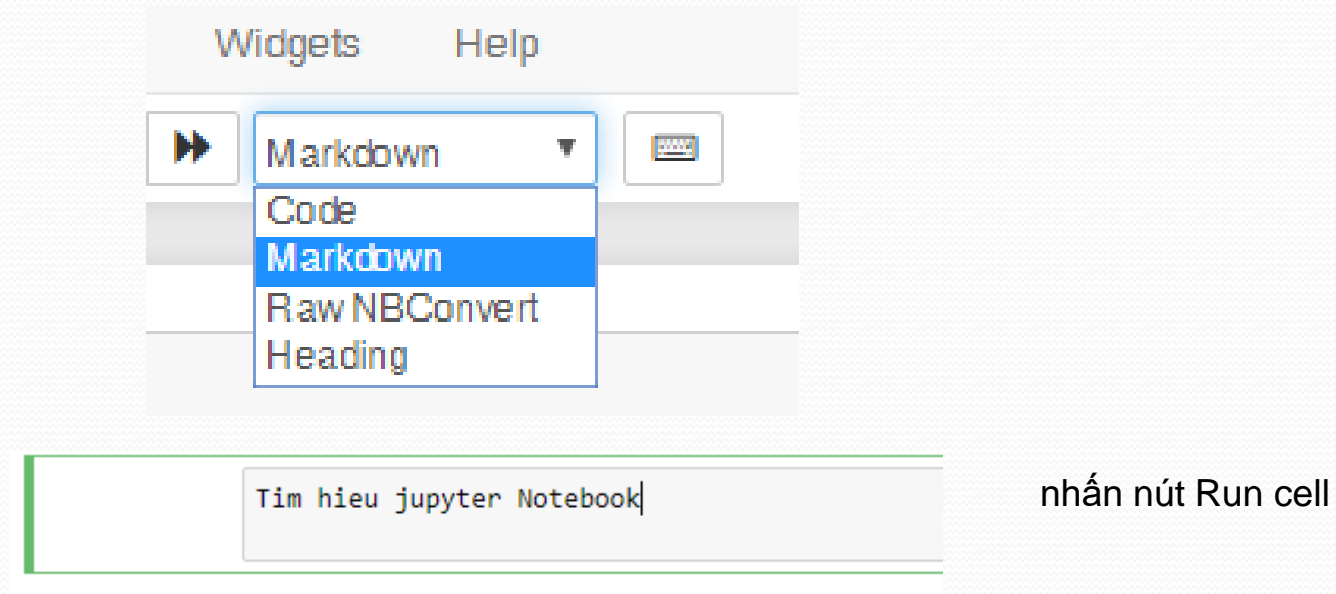 Widgets Help
Markdown
Code
Markdown
Raw NBConvert
Heading
Tim hieu jupyter Notebook
nhấn nút Run cell